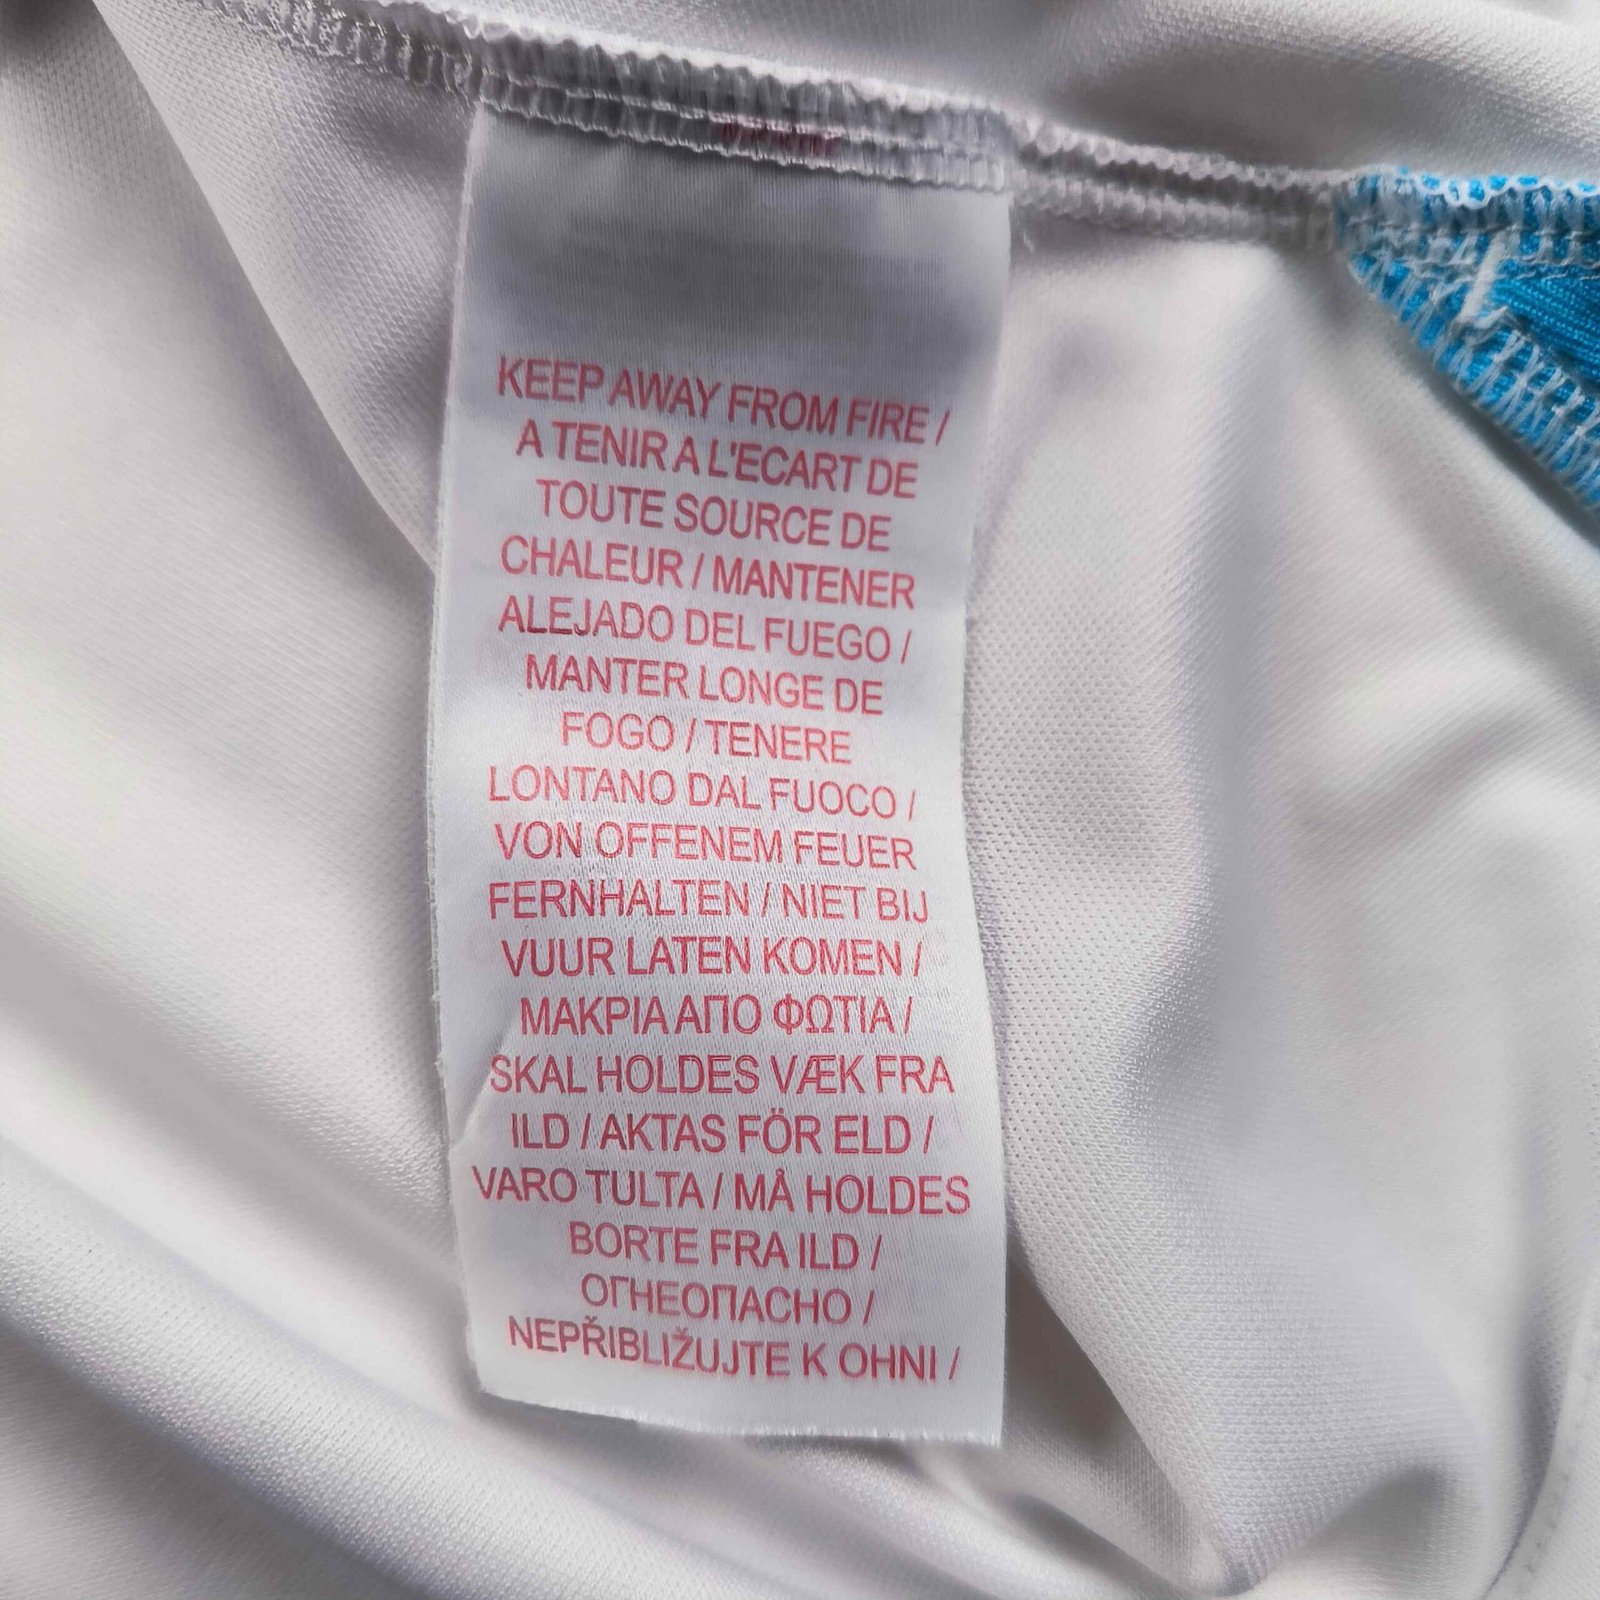 KEEP AWAY FROM FIRE /
A TENIR A L'ECART DE
TOUTE SOURCE DE
CHALEUR / MANTENER
ALEJADO DEL FUEGO /
MANTER LONGE DE
FOGO / TENERE
LONTANO DAL FUOCO /
VON OFFENEM FEUER
FERNHALTEN / NIET BIJ
VUUR LATEN KOMEN /
ΜΑΚΡΙΑ ΑΠΟ ΦΩΤΙΑ /
SKAL HOLDES VÆK FRA
ILD / AKTAS FÖR ELD /
VARO TULTA / MÅ HOLDES
BORTE FRA ILD /
ОГНЕОПАСНО /
NEPŘIBLIŽUJTE K OHNI /